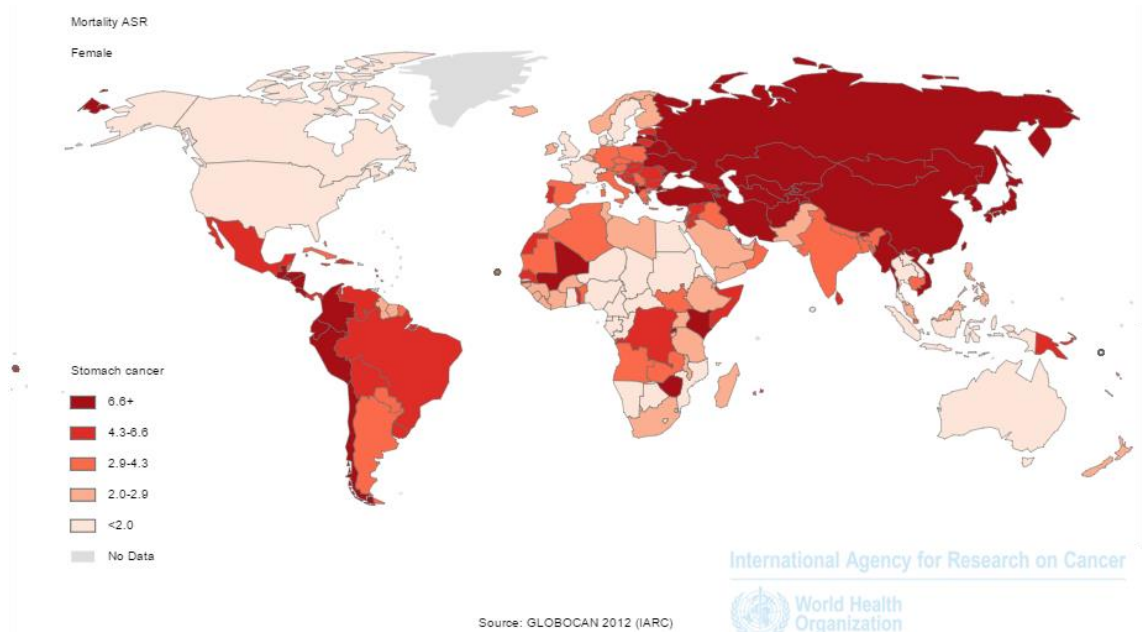 Mortality ASR
Female
Stomach cancer
6.6+
4.3-6.6
2.9-4.3
2.0-2.9
<2.0
No Data
International Agency for Research on Cancer
World Health
Organization
Source: GLOBOCAN 2012 (IARC)